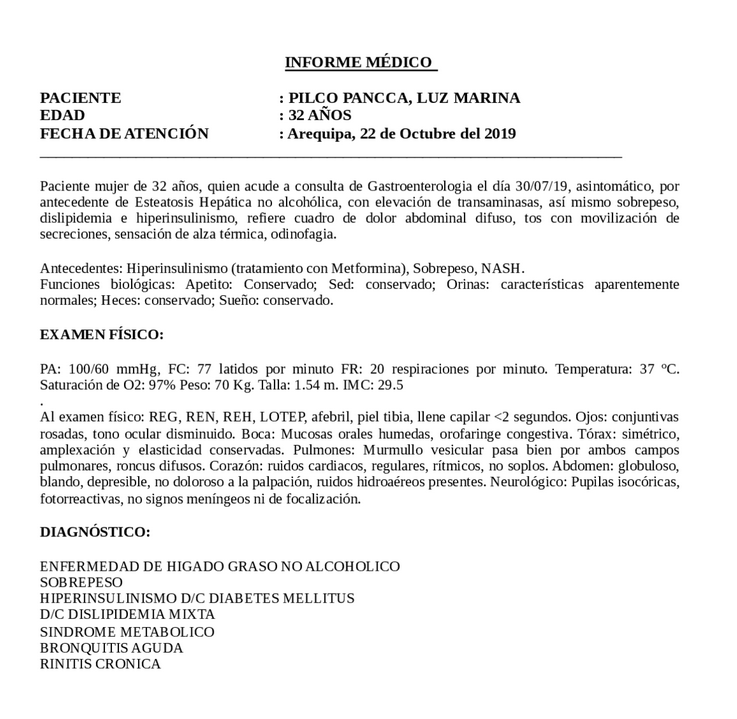 INFORME MÉDICO
PACIENTE : PILCO PANCCA, LUZ MARINA
EDAD : 32 AÑOS
FECHA DE ATENCIÓN : Arequipa, 22 de Octubre del 2019
Paciente mujer de 32 años, quien acude a consulta de Gastroenterologia el día 30/07/19, asintomático, por
antecedente de Esteatosis Hepática no alcohólica, con elevación de transaminasas, así mismo sobrepeso,
dislipidemia e hiperinsulinismo, refiere cuadro de dolor abdominal difuso, tos con movilización de
secreciones, sensación de alza térmica, odinofagia.
Antecedentes: Hiperinsulinismo (tratamiento con Metformina), Sobrepeso, NASH.
Funciones biológicas: Apetito: Conservado; Sed: conservado; Orinas: características aparentemente
normales; Heces: conservado; Sueño: conservado.
EXAMEN FÍSICO:
PA: 100/60 mmHg, FC: 77 latidos por minuto FR: 20 respiraciones por minuto. Temperatura: 37 ºC.
Saturación de O2: 97% Peso: 70 Kg. Talla: 1.54 m. IMC: 29.5
.
Al examen físico: REG, REN, REH, LOTEP, afebril, piel tibia, llene capilar <2 segundos. Ojos: conjuntivas
rosadas, tono ocular disminuido. Boca: Mucosas orales humedas, orofaringe congestiva. Tórax: simétrico,
amplexación y elasticidad conservadas. Pulmones: Murmullo vesicular pasa bien por ambos campos
pulmonares, roncus difusos. Corazón: ruidos cardiacos, regulares, rítmicos, no soplos. Abdomen: globuloso,
blando, depresible, no doloroso a la palpación, ruidos hidroaéreos presentes. Neurológico: Pupilas isocóricas,
fotorreactivas, no signos meníngeos ni de focalización.
DIAGNÓSTICO:
ENFERMEDAD DE HIGADO GRASO NO ALCOHOLICO
SOBREPESO
HIPERINSULINISMO D/C DIABETES MELLITUS
D/C DISLIPIDEMIA MIXTA
SINDROME METABOLICO
BRONQUITIS AGUDA
RINITIS CRONICA